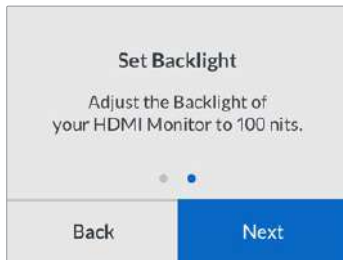 Set Backlight
Adjust the Backlight of
your HDMI Monitor to 100 nits.
Back
Next